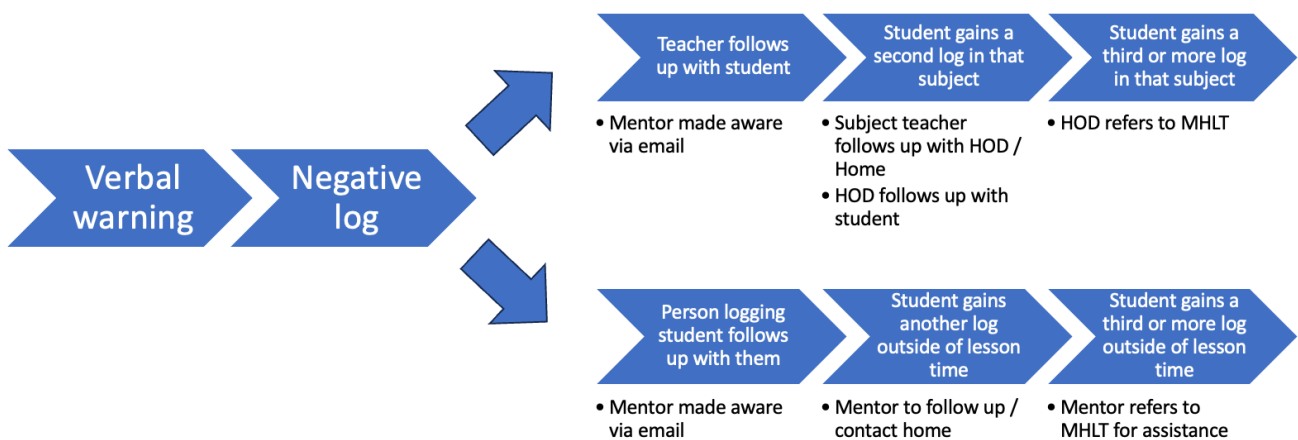 Verbal
warning
Negative
log
Teacher follows
up with student
• Mentor made aware
via email
Student gains a
second log in that
subject
• Subject teacher
follows up with HOD /
Home
• HOD follows up with
student
Student gains a
third or more log
in that subject
• HOD refers to MHLT
Person logging
student follows
up with them
• Mentor made aware
via email
Student gains
another log
outside of lesson
time
• Mentor to follow up /
contact home
Student gains a
third or more log
outside of lesson
time
• Mentor refers to
MHLT for assistance